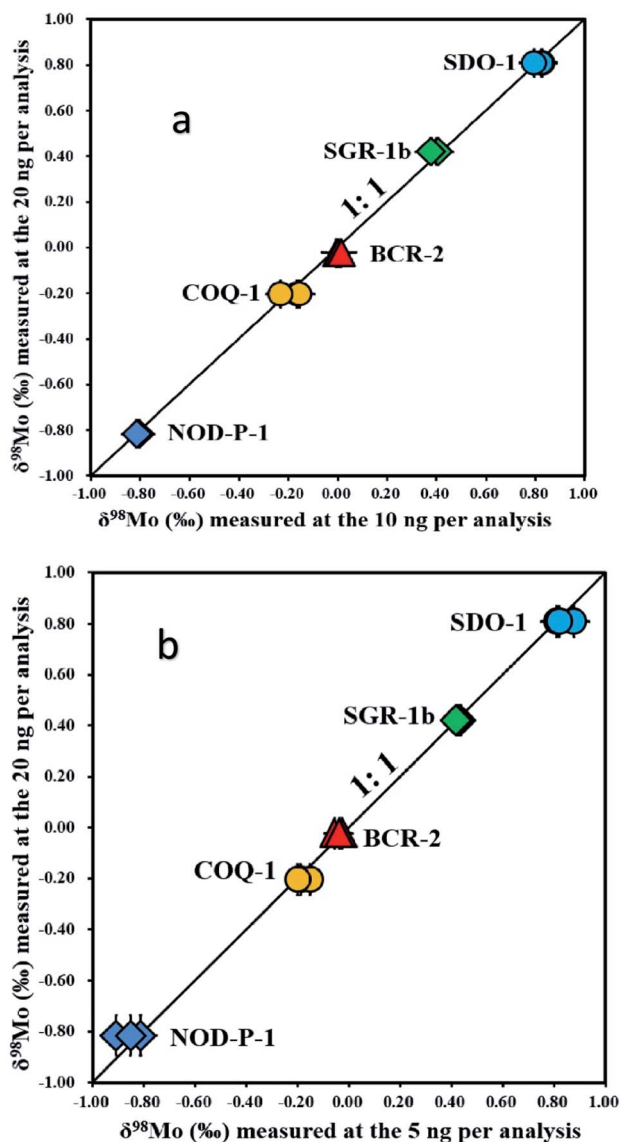 δ⁹⁸Mo (‰) measured at the 20 ng per analysis
1.00
0.80
0.60
0.40
0.20
0.00
-0.20
-0.40
-0.60
-0.80
-1.00
a
SDO-1
SGR-1b
1: 1
BCR-2
COQ-1
NOD-P-1
-1.00 -0.80 -0.60 -0.40 -0.20 0.00 0.20 0.40 0.60 0.80 1.00
δ⁹⁸Mo (‰) measured at the 10 ng per analysis
δ⁹⁸Mo (‰) measured at the 20 ng per analysis
1.00
0.80
0.60
0.40
0.20
0.00
-0.20
-0.40
-0.60
-0.80
-1.00
b
SDO-1
SGR-1b
1: 1
BCR-2
COQ-1
NOD-P-1
-1.00 -0.80 -0.60 -0.40 -0.20 0.00 0.20 0.40 0.60 0.80 1.00
δ⁹⁸Mo (‰) measured at the 5 ng per analysis